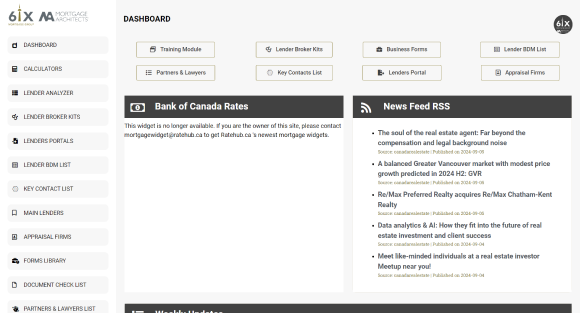 6iX MORTGAGE ARCHITECTS
DASHBOARD
CALCULATORS
LENDER ANALYZER
LENDER BROKER KITS
LENDERS PORTALS
LENDER BDM LIST
KEY CONTACT LIST
MAIN LENDERS
APPRAISAL FIRMS
FORMS LIBRARY
DOCUMENT CHECK LIST
PARTNERS & LAWYERS LIST
DASHBOARD
6iX
Training Module
Lender Broker Kits
Business Forms
Lender BDM List
Partners & Lawyers
Key Contacts List
Lenders Portal
Appraisal Firms
Bank of Canada Rates
This widget is no longer available. If you are the owner of this site, please contact
mortgagewidget@ratehub.ca to get Ratehub.ca's newest mortgage widgets.
News Feed RSS
The soul of the real estate agent: Far beyond the
compensation and legal background noise
Source: canadarealestate | Published on 2024-09-05
A balanced Greater Vancouver market with modest price
growth predicted in 2024 H2: GVR
Source: canadarealestate | Published on 2024-09-05
Re/Max Preferred Realty acquires Re/Max Chatham-Kent
Realty
Source: canadarealestate | Published on 2024-09-05
Data analytics & AI: How they fit into the future of real
estate investment and client success
Source: canadarealestate | Published on 2024-09-04
Meet like-minded individuals at a real estate investor
Meetup near you!
Source: canadarealestate | Published on 2024-09-04
Weekly Updates